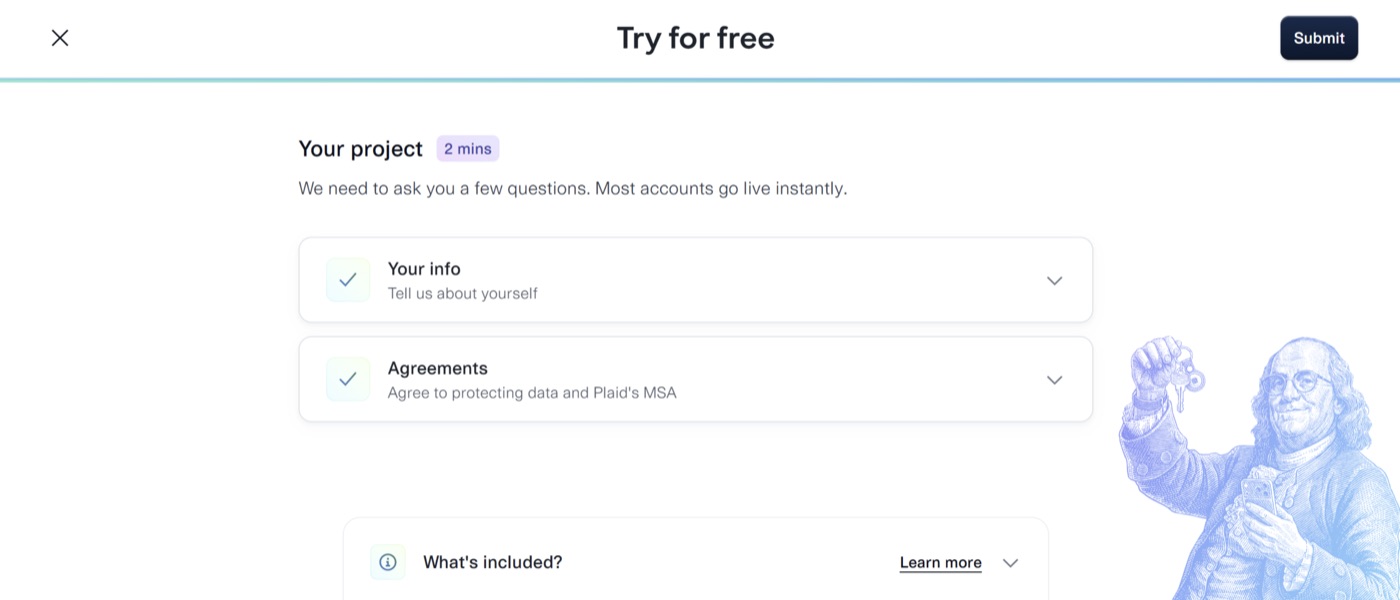 Try for free
Submit
Your project 2 mins
We need to ask you a few questions. Most accounts go live instantly.
Your info
Tell us about yourself
Agreements
Agree to protecting data and Plaid's MSA
What's included? Learn more